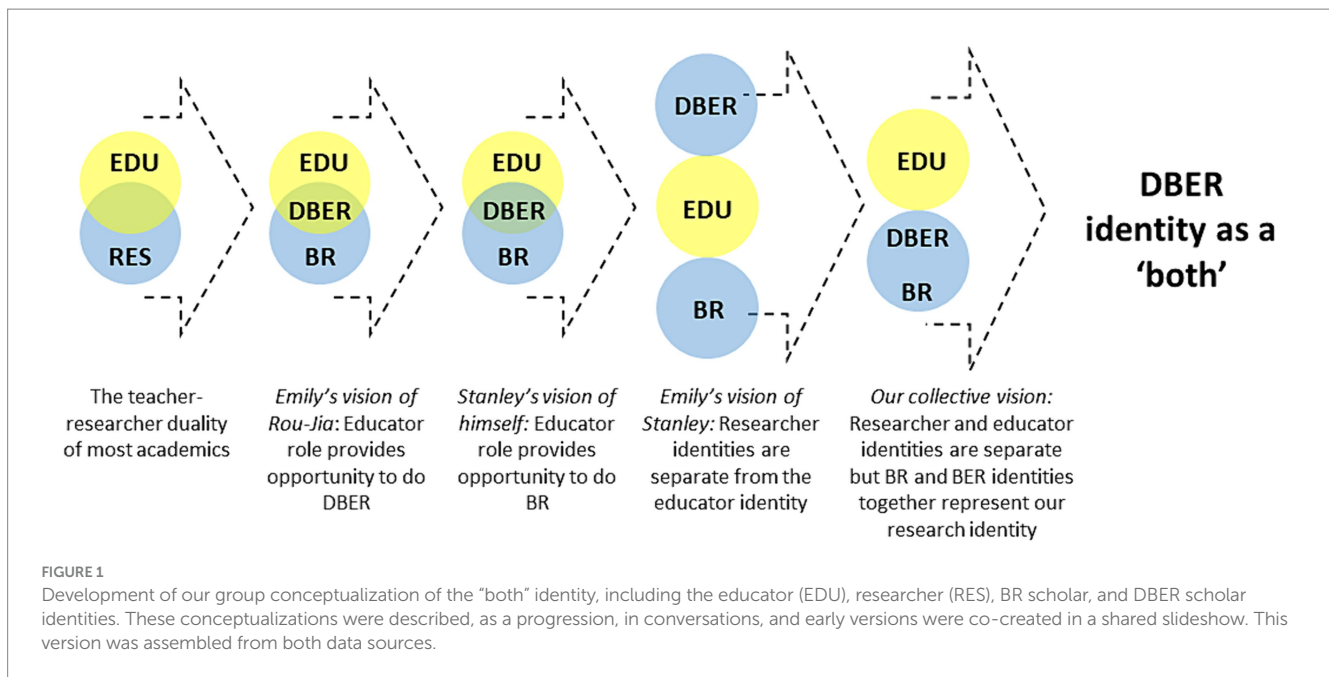 EDU
RES
EDU
DBER
BR
EDU
DBER
BR
DBER
EDU
BR
EDU
DBER
BR
DBER
identity as a
‘both’
The teacher-
researcher duality
of most academics
Emily’s vision of
Rou-Jia: Educator
role provides
opportunity to do
DBER
Stanley’s vision of
himself: Educator
role provides
opportunity to do
BR
Emily’s vision of
Stanley: Researcher
identities are
separate from the
educator identity
Our collective vision:
Researcher and educator
identities are separate
but BR and BER identities
together represent our
research identity
FIGURE 1
Development of our group conceptualization of the “both” identity, including the educator (EDU), researcher (RES), BR scholar, and DBER scholar
identities. These conceptualizations were described, as a progression, in conversations, and early versions were co-created in a shared slideshow. This
version was assembled from both data sources.